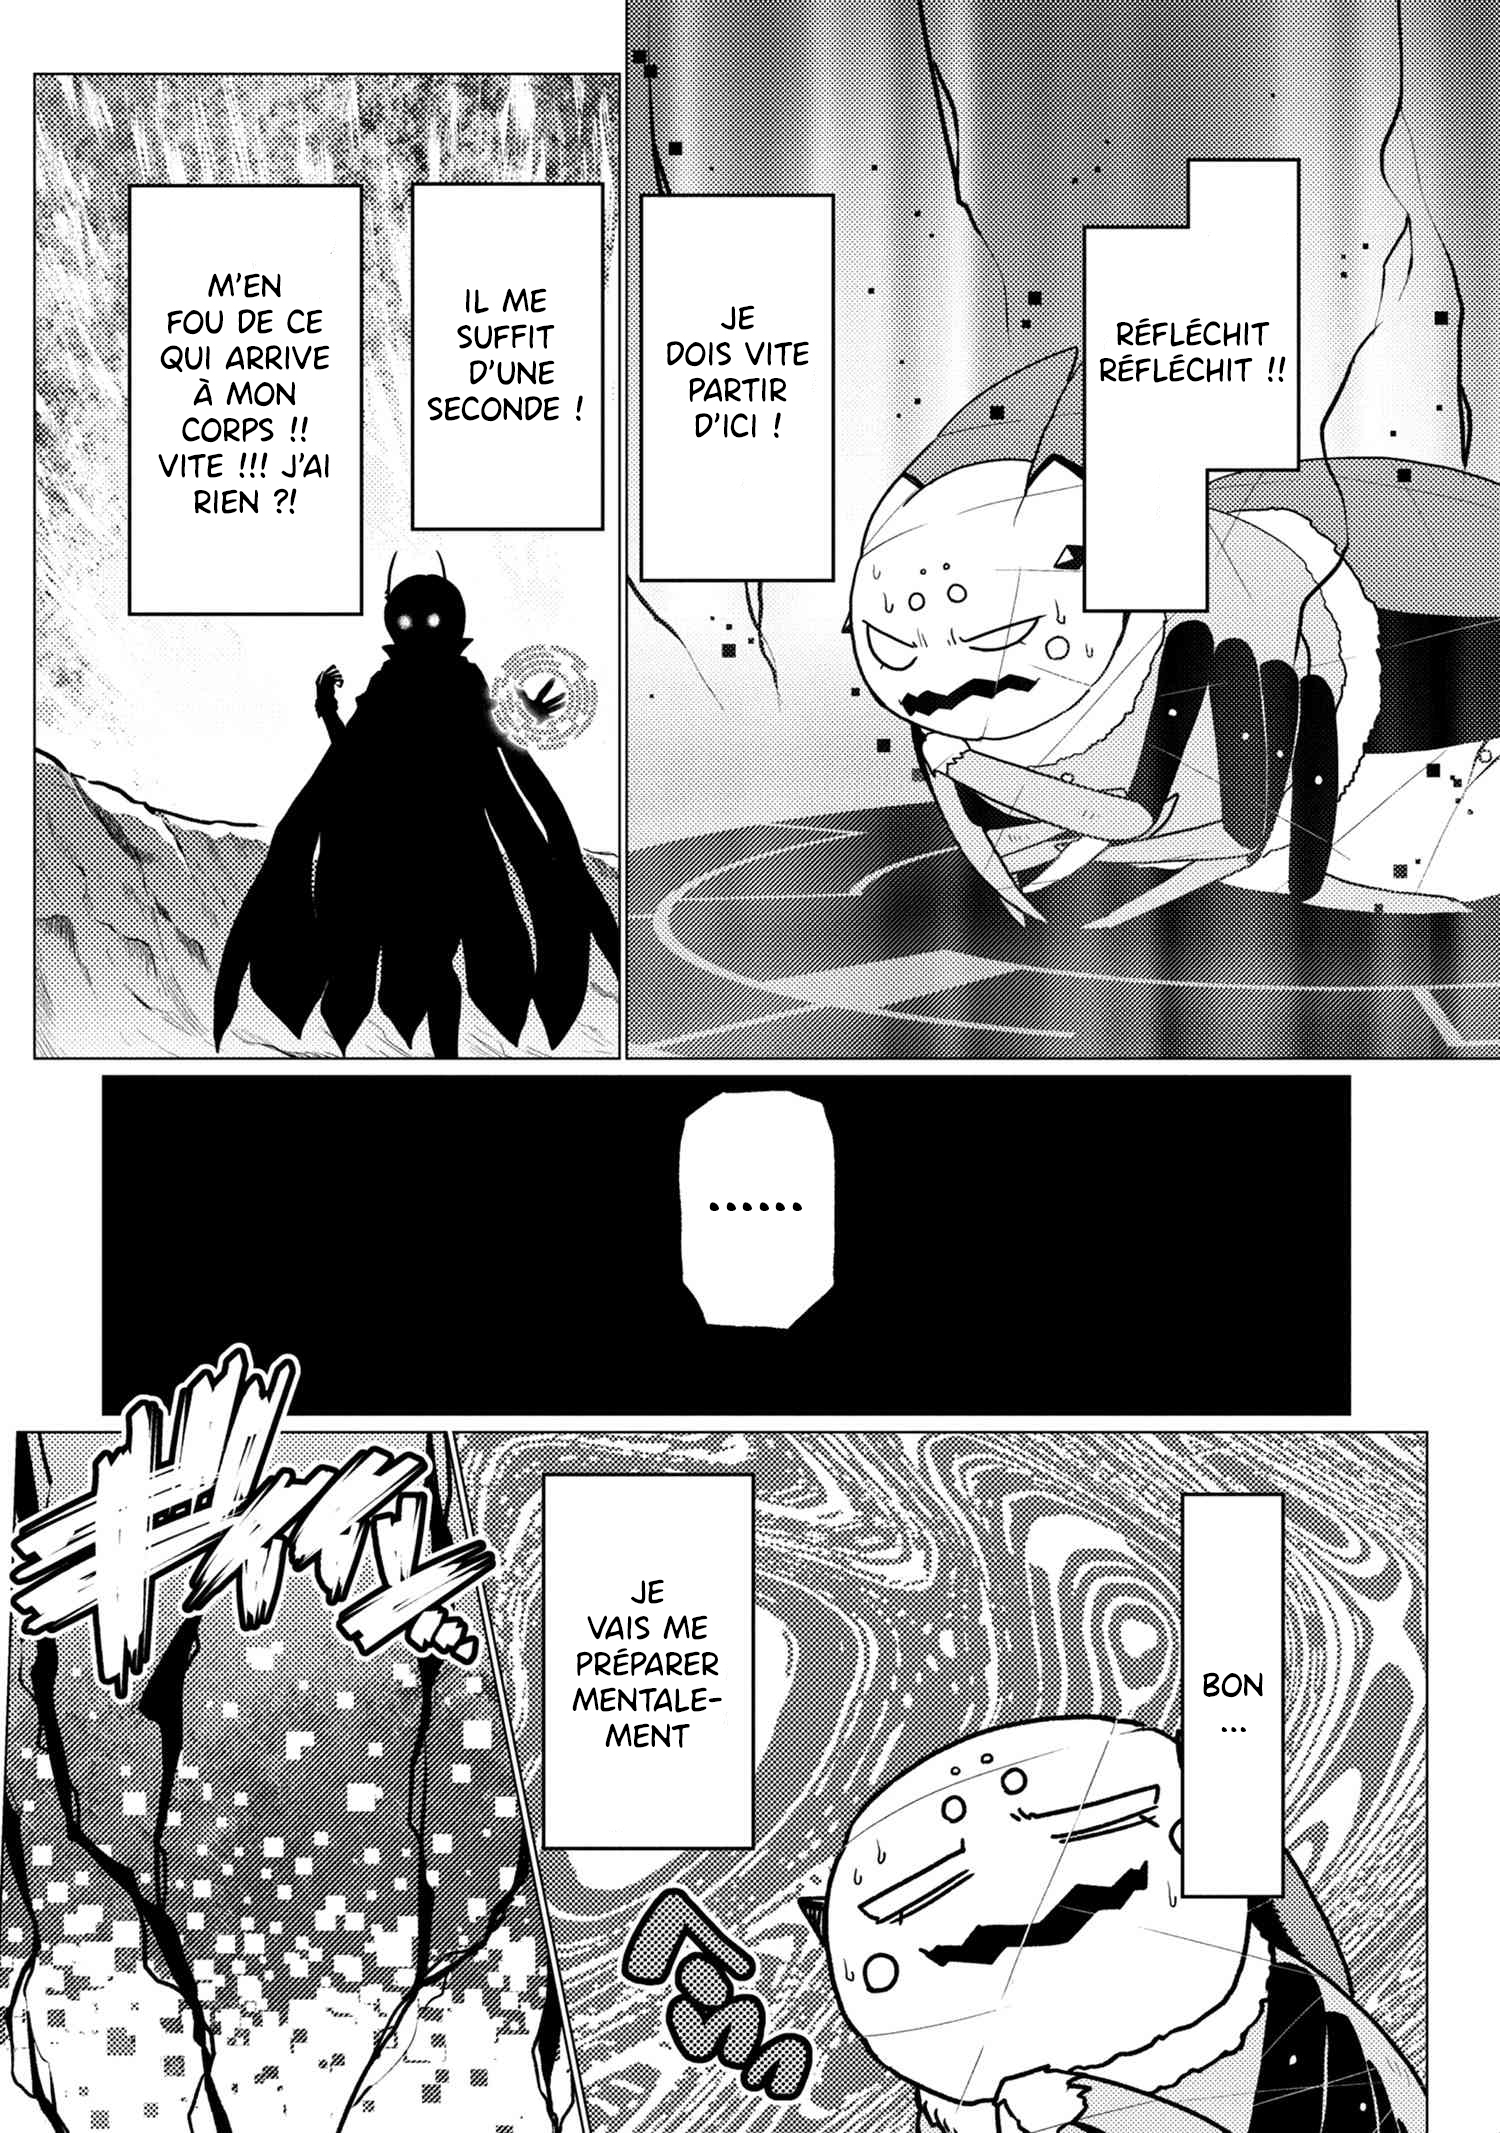 RÉFLÉCHIT
RÉFLÉCHIT !!
JE
DOIS VITE
PARTIR
D'ICI !
IL ME
SUFFIT
D'UNE
SECONDE !
M'EN
FOU DE CE
QUI ARRIVE
À MON
CORPS !!
VITE !!! J'AI
RIEN ?!
......
BON
...
JE
VAIS ME
PRÉPARER
MENTALE-
MENT